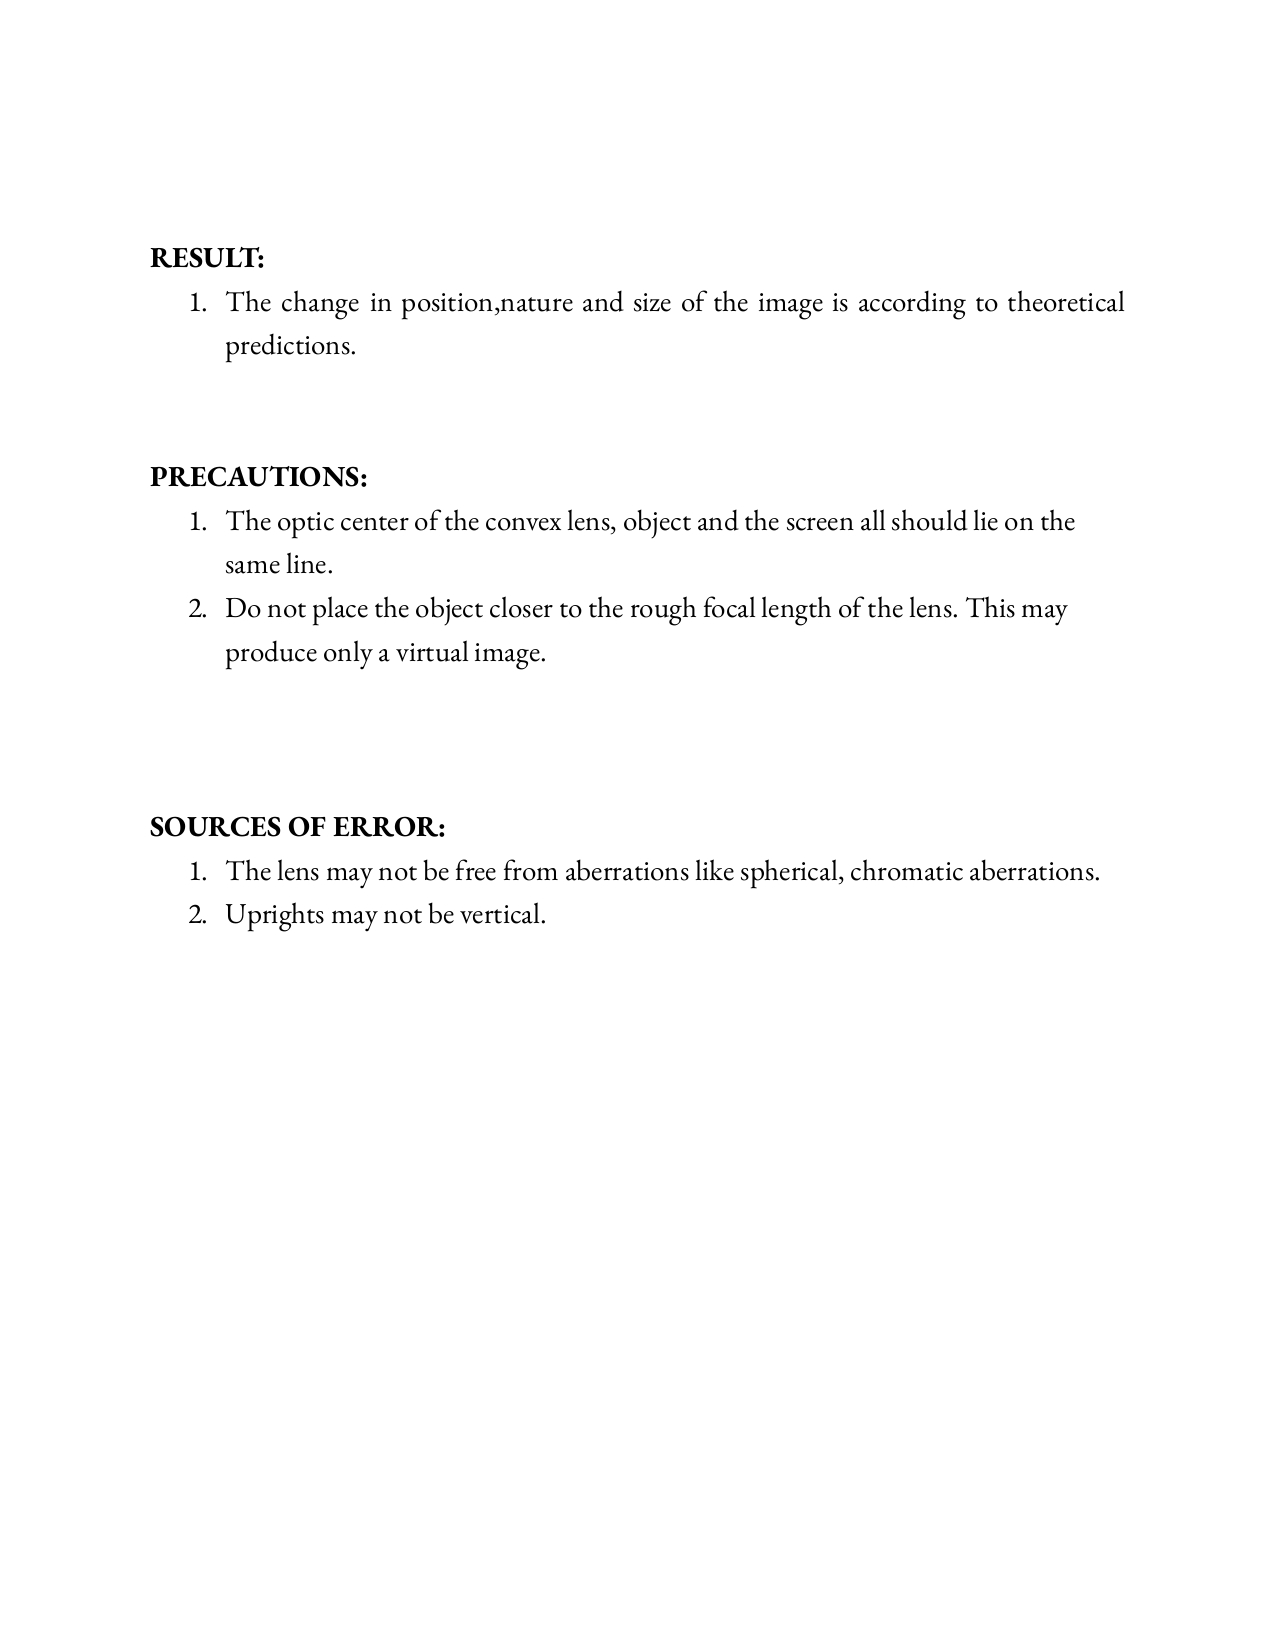 RESULT:
1. The change in position,nature and size of the image is according to theoretical
predictions.
PRECAUTIONS:
1. The optic center of the convex lens, object and the screen all should lie on the
same line.
2. Do not place the object closer to the rough focal length of the lens. This may
produce only a virtual image.
SOURCES OF ERROR:
1. The lens may not be free from aberrations like spherical, chromatic aberrations.
2. Uprights may not be vertical.